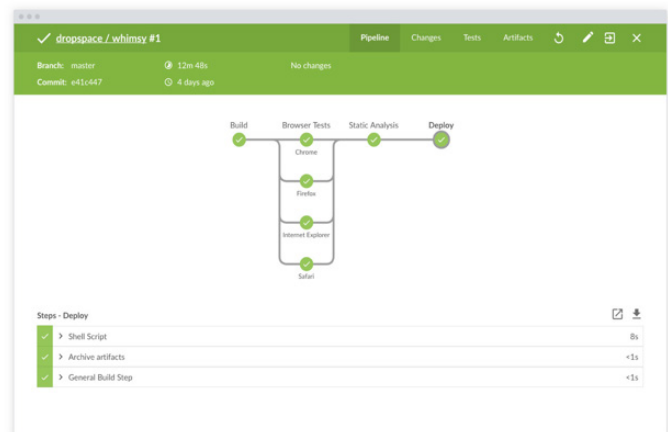 dropspace / whimsy #1
Pipeline Changes Tests Artifacts
Branch: master 12m 48s No changes
Commit: e41c447 4 days ago
Build Browser Tests Static Analysis Deploy
Chrome
Firefox
Internet Explorer
Safari
Steps - Deploy
Shell Script 8s
Archive artifacts <1s
General Build Step <1s